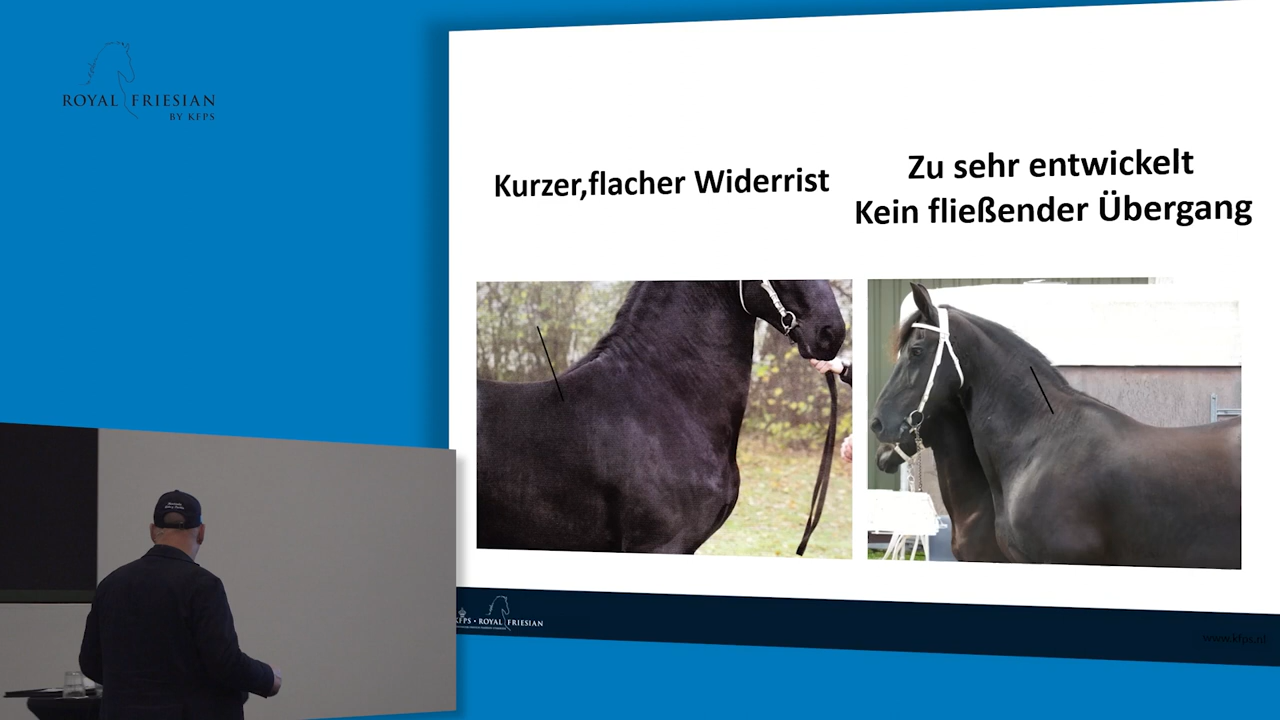 ROYAL FRIESIAN
BY KFPS
Kurzer,flacher Widerrist
Zu sehr entwickelt
Kein fließender Übergang
KFPS • ROYAL FRIESIAN
www.kfps.nl